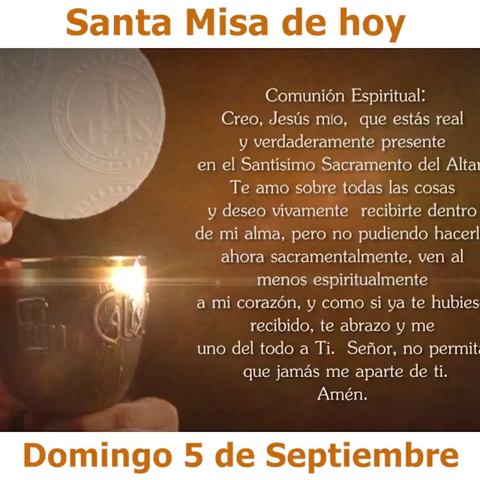 Santa Misa de hoy
Comunión Espiritual:
Creo, Jesús mío, que estás real
y verdaderamente presente
en el Santísimo Sacramento del Altar
Te amo sobre todas las cosas
y deseo vivamente recibirte dentro
de mi alma, pero no pudiendo hacerl
ahora sacramentalmente, ven al
menos espiritualmente
a mi corazón, y como si ya te hubies
recibido, te abrazo y me
uno del todo a Ti. Señor, no permita
que jamás me aparte de ti.
Amén.
Domingo 5 de Septiembre